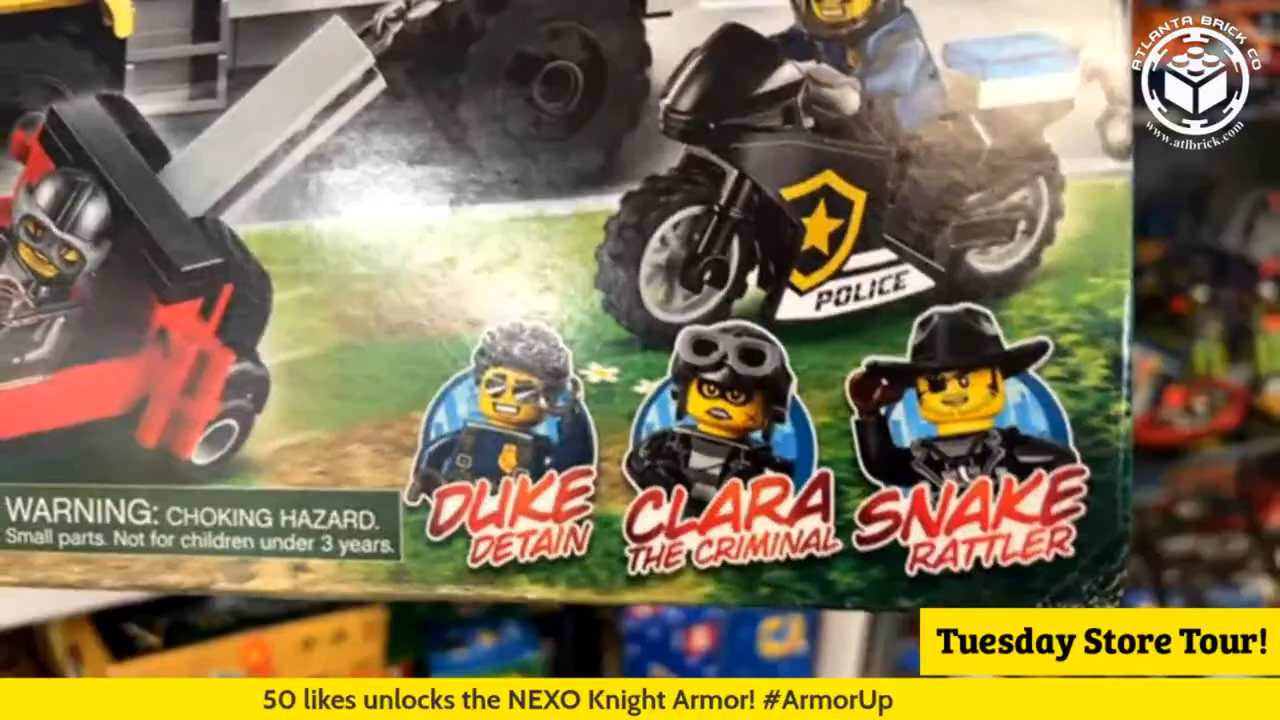 ATLANTA BRICK CO
www.atlbrick.com
POLICE
WARNING: CHOKING HAZARD.
Small parts. Not for children under 3 years.
DUKE
DETAIN
CLARA
THE CRIMINAL
SNAKE
RATTLER
Tuesday Store Tour!
50 likes unlocks the NEXO Knight Armor! #ArmorUp